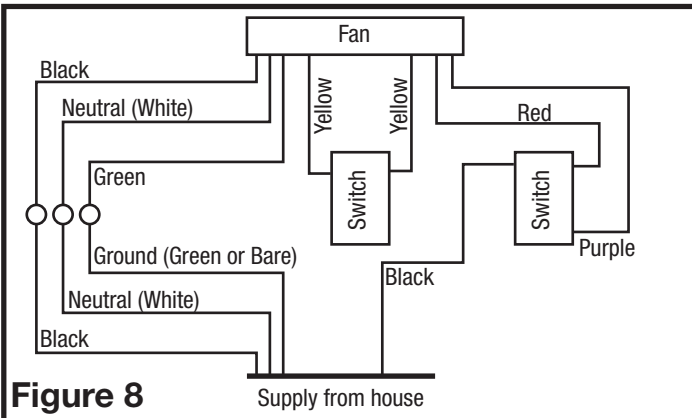 Fan
Black
Neutral (White)
Yellow
Yellow
Red
Green
Switch
Switch
Ground (Green or Bare)
Purple
Black
Neutral (White)
Black
Figure 8
Supply from house